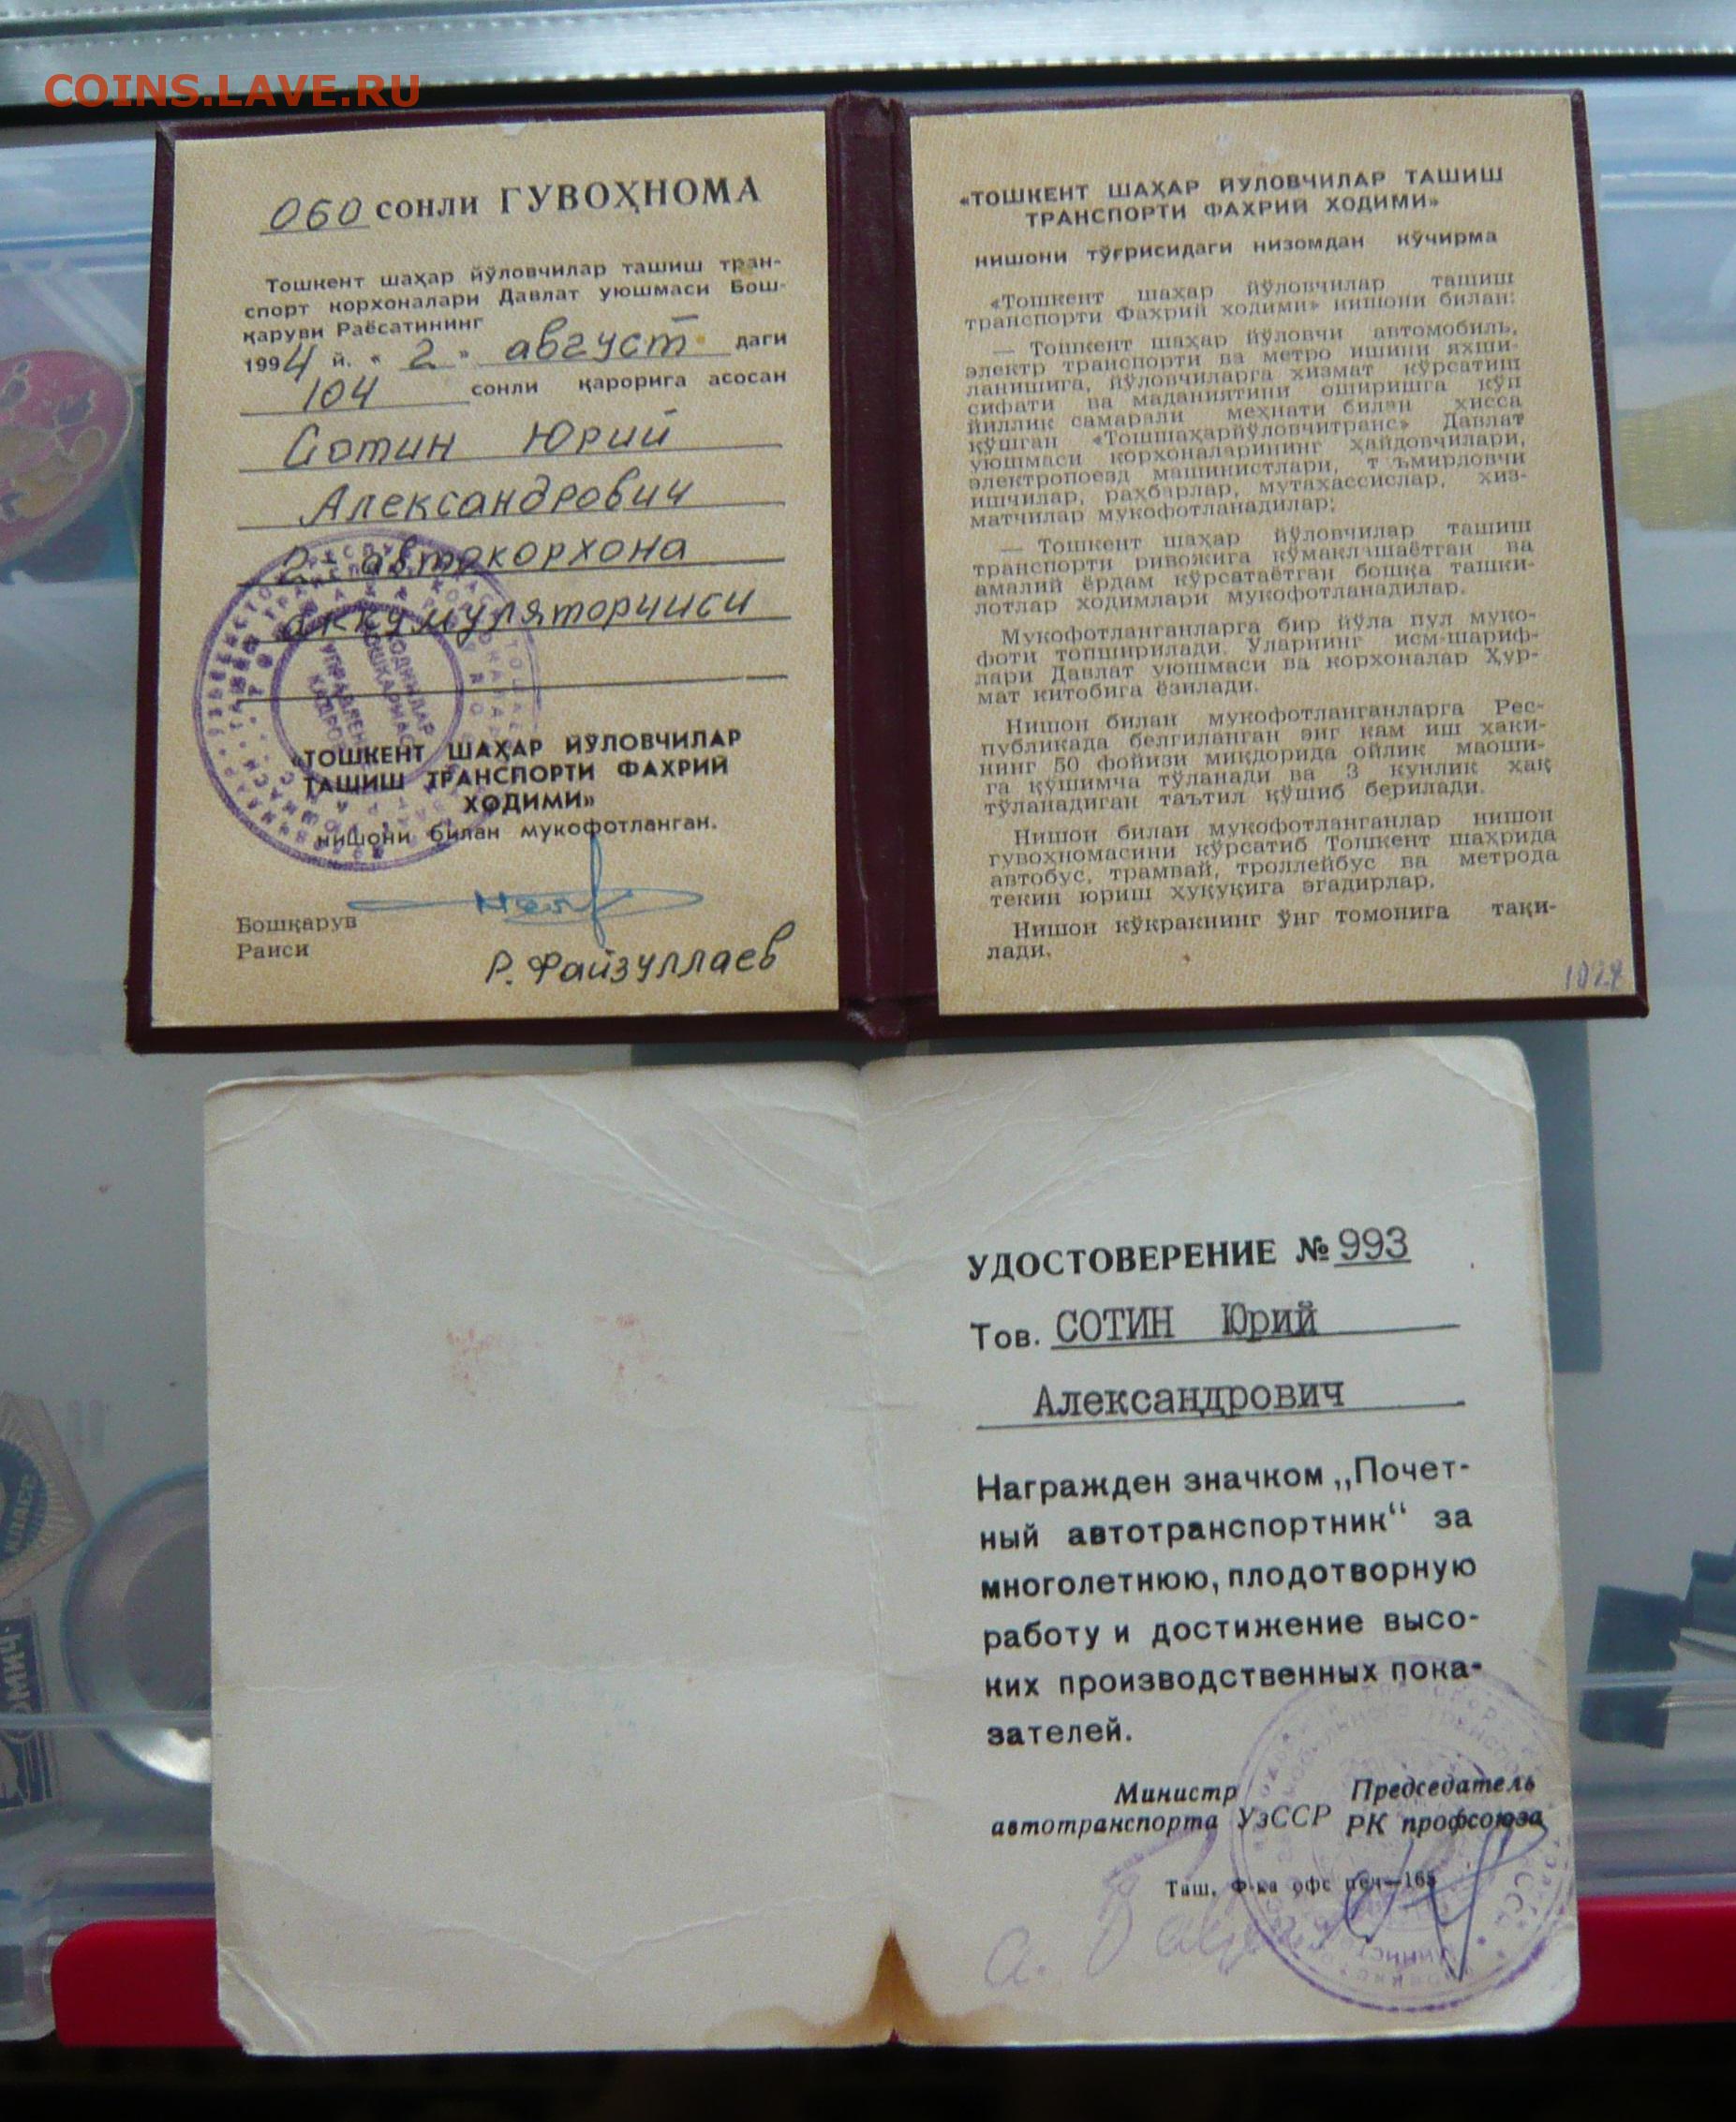 COINS.LAVE.RU
060 сонли ГУВОҲНОМА
Тошкент шаҳар йўловчилар ташиш тран-
спорт корхоналари Давлат уюшмаси Бош-
қаруви Раёсатининг
1994 й. « 2 » август даги
104 сонли қарорига асосан
Сотин Юрий
Александрович
2- автокорхона
аккумуляторчиси
«ТОШКЕНТ ШАҲАР ЙЎЛОВЧИЛАР
ТАШИШ ТРАНСПОРТИ ФАХРИЙ
ХОДИМИ»
нишони билан мукофотланган.
Бошқарув
Раиси
Р. Файзуллаев
«ТОШКЕНТ ШАҲАР ЙЎЛОВЧИЛАР ТАШИШ
ТРАНСПОРТИ ФАХРИЙ ХОДИМИ»
нишони тўғрисидаги низомдан кўчирма
«Тошкент шаҳар йўловчилар ташиш
транспорти Фахрий ходими» нишони билан:
— Тошкент шаҳар йўловчи автомобиль,
электр транспорти ва метро ишини яхши-
ланишига, йўловчиларга хизмат кўрсатиш
сифати ва маданиятини оширишга кўп
йиллик самарали меҳнати билан ҳисса
қўшган «Тошшаҳарйўловчитранс» Давлат
уюшмаси корхоналарининг ҳайдовчилари,
электропоезд машинистлари, т ъмирловчи
ишчилар, раҳбарлар, мутахассислар, хиз-
матчилар мукофотланадилар;
— Тошкент шаҳар йўловчилар ташиш
транспорти ривожига кўмаклашаётган ва
амалий ёрдам кўрсатаётган бошқа ташки-
лотлар ходимлари мукофотланадилар.
Мукофотланганларга бир йўла пул муко-
фоти топширилади. Уларнинг исм-шариф-
лари Давлат уюшмаси ва корхоналар Ҳур-
мат китобига ёзилади.
Нишон билан мукофотланганларга Рес-
публикада белгиланган энг кам иш ҳақи-
нинг 50 фойизи миқдорида ойлик маоши-
га қўшимча тўланади ва 3 кунлик ҳақ
тўланадиган таътил қўшиб берилади.
Нишон билан мукофотланганлар нишон
гувоҳномасини кўрсатиб Тошкент шаҳрида
автобус, трамвай, троллейбус ва метрода
текин юриш ҳуқуқига эгадирлар.
Нишон кўкракнинг ўнг томонига тақи-
лади.
УДОСТОВЕРЕНИЕ № 993
Тов. СОТИН Юрий
Александрович
Награжден значком „Почет-
ный автотранспортник“ за
многолетнюю, плодотворную
работу и достижение высо-
ких производственных пока-
зателей.
Министр Председатель
автотранспорта УзССР РК профсоюза
Таш. ф-ка офс печ—165